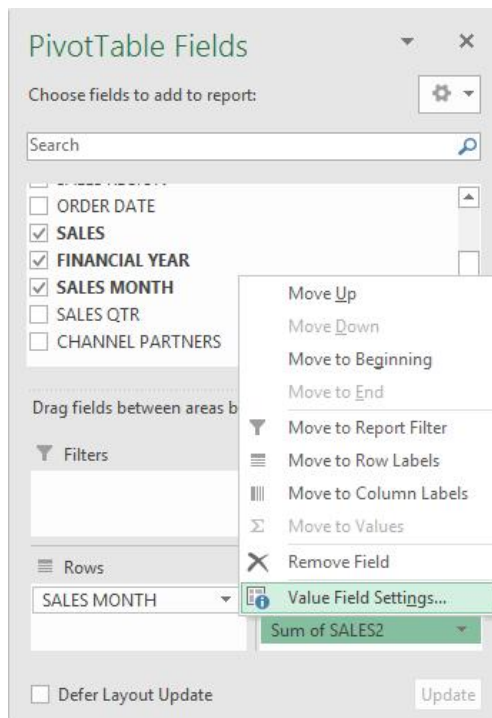 PivotTable Fields
Choose fields to add to report:
Search
ORDER DATE
SALES
FINANCIAL YEAR
SALES MONTH
SALES QTR
CHANNEL PARTNERS
Move Up
Move Down
Move to Beginning
Move to End
Drag fields between areas b
Move to Report Filter
Filters
Move to Row Labels
Move to Column Labels
Move to Values
Remove Field
Rows
Value Field Settings...
SALES MONTH
Sum of SALES2
Defer Layout Update
Update